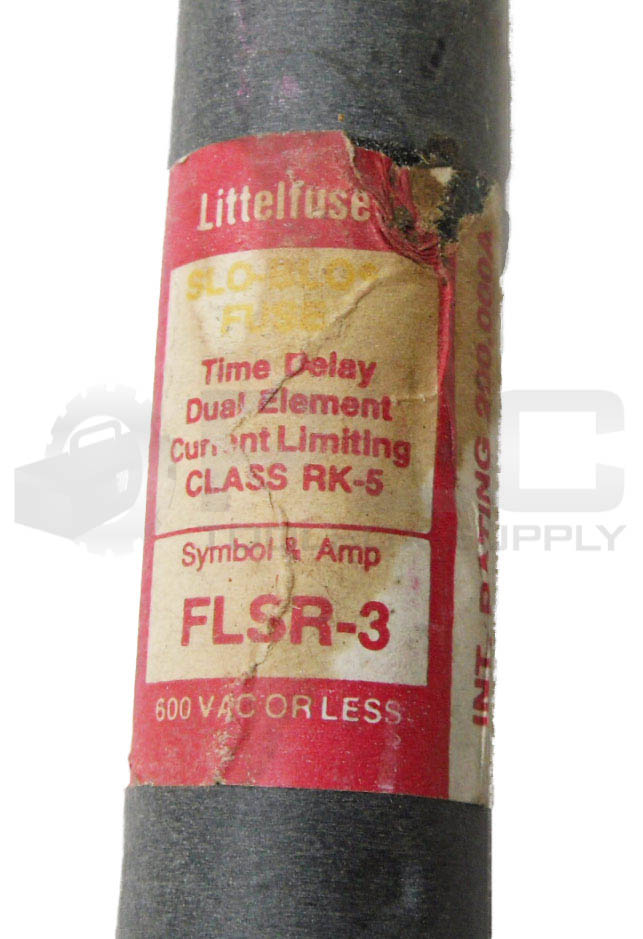 Littelfuse
SLO-BLO®
FUSE
Time Delay
Dual Element
Current Limiting
CLASS RK-5
Symbol & Amp
FLSR-3
600 VAC OR LESS
INT. RATING 200,000A
SUPPLY